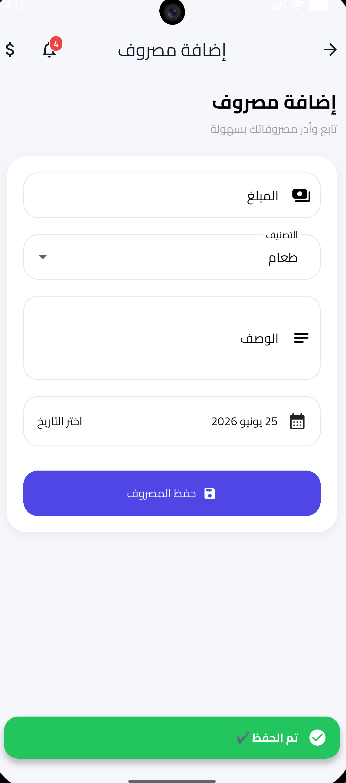 إضافة مصروف
4
$
إضافة مصروف
تابع وأدر مصروفاتك بسهولة
المبلغ
التصنيف
طعام
الوصف
25 يونيو 2026
اختر التاريخ
حفظ المصروف
تم الحفظ ✔